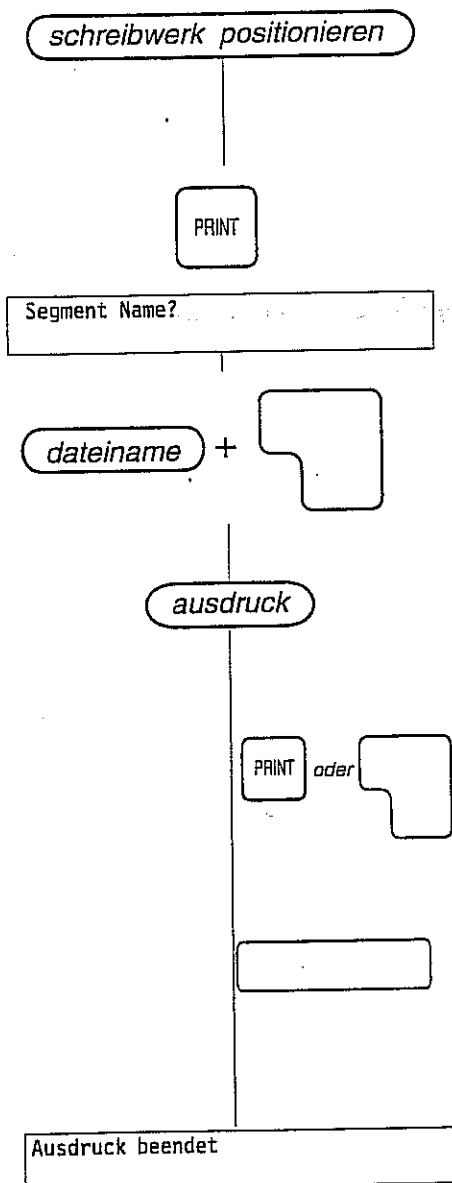 schreibwerk positionieren
PRINT
Segment Name?
dateiname +
ausdruck
PRINT oder
Ausdruck beendet